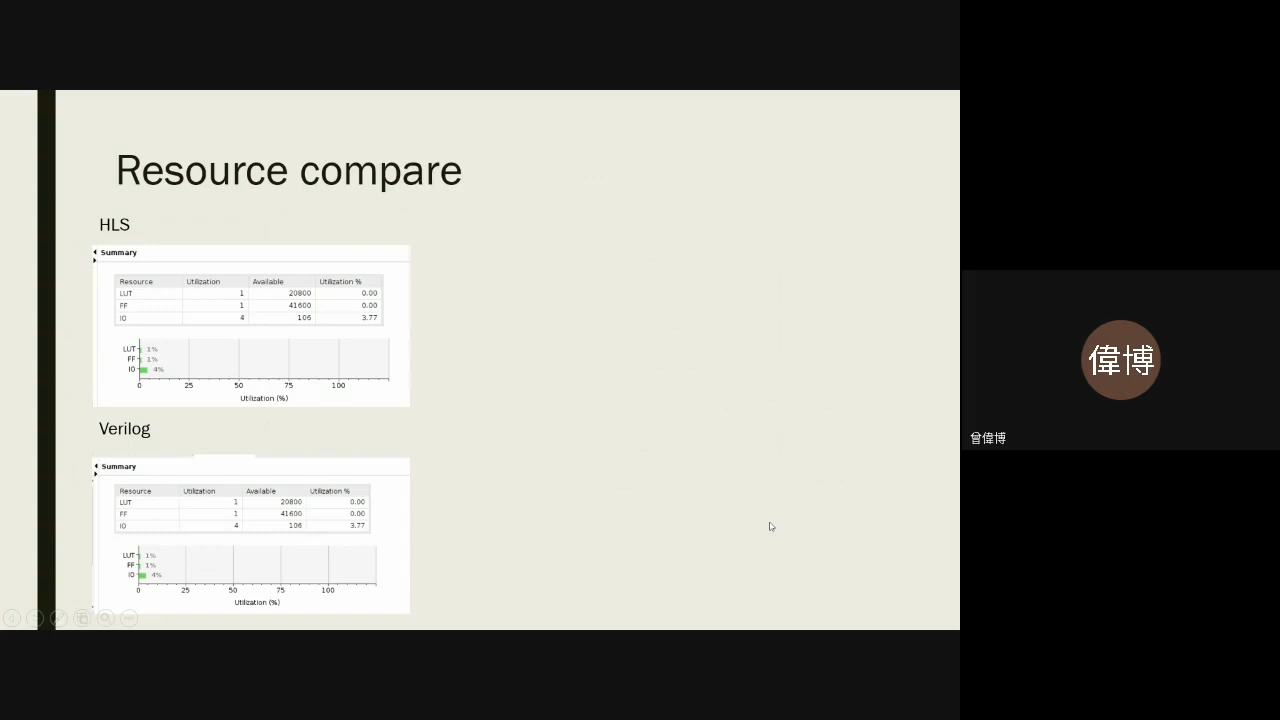 Resource compare
HLS
Summary
Resource Utilization Available Utilization %
LUT 1 20800 0.00
FF 1 41600 0.00
IO 4 106 3.77
LUT 1%
FF 1%
IO 4%
0 25 50 75 100
Utilization (%)
Verilog
Summary
Resource Utilization Available Utilization %
LUT 1 20800 0.00
FF 1 41600 0.00
IO 4 106 3.77
LUT 1%
FF 1%
IO 4%
0 25 50 75 100
Utilization (%)
偉博
曾偉博